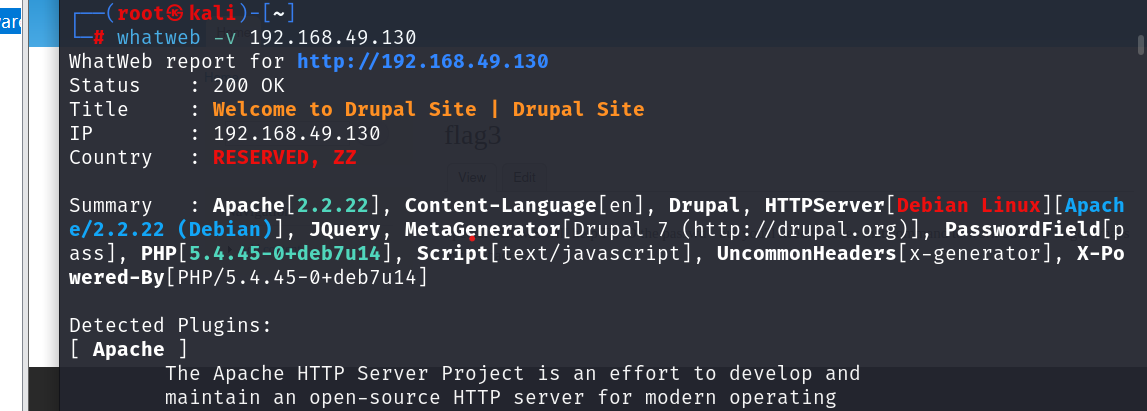 vare
┌──(root㉿kali)-[~]
└─# whatweb -v 192.168.49.130
WhatWeb report for http://192.168.49.130
Status    : 200 OK
Title     : Welcome to Drupal Site | Drupal Site
IP        : 192.168.49.130
flag3
Country   : RESERVED, ZZ
View Edit
Summary   : Apache[2.2.22], Content-Language[en], Drupal, HTTPServer[Debian Linux][Apach
e/2.2.22 (Debian)], JQuery, MetaGenerator[Drupal 7 (http://drupal.org)], PasswordField[p
ass], PHP[5.4.45-0+deb7u14], Script[text/javascript], UncommonHeaders[x-generator], X-Po
wered-By[PHP/5.4.45-0+deb7u14]
Detected Plugins:
[ Apache ]
The Apache HTTP Server Project is an effort to develop and
maintain an open-source HTTP server for modern operating